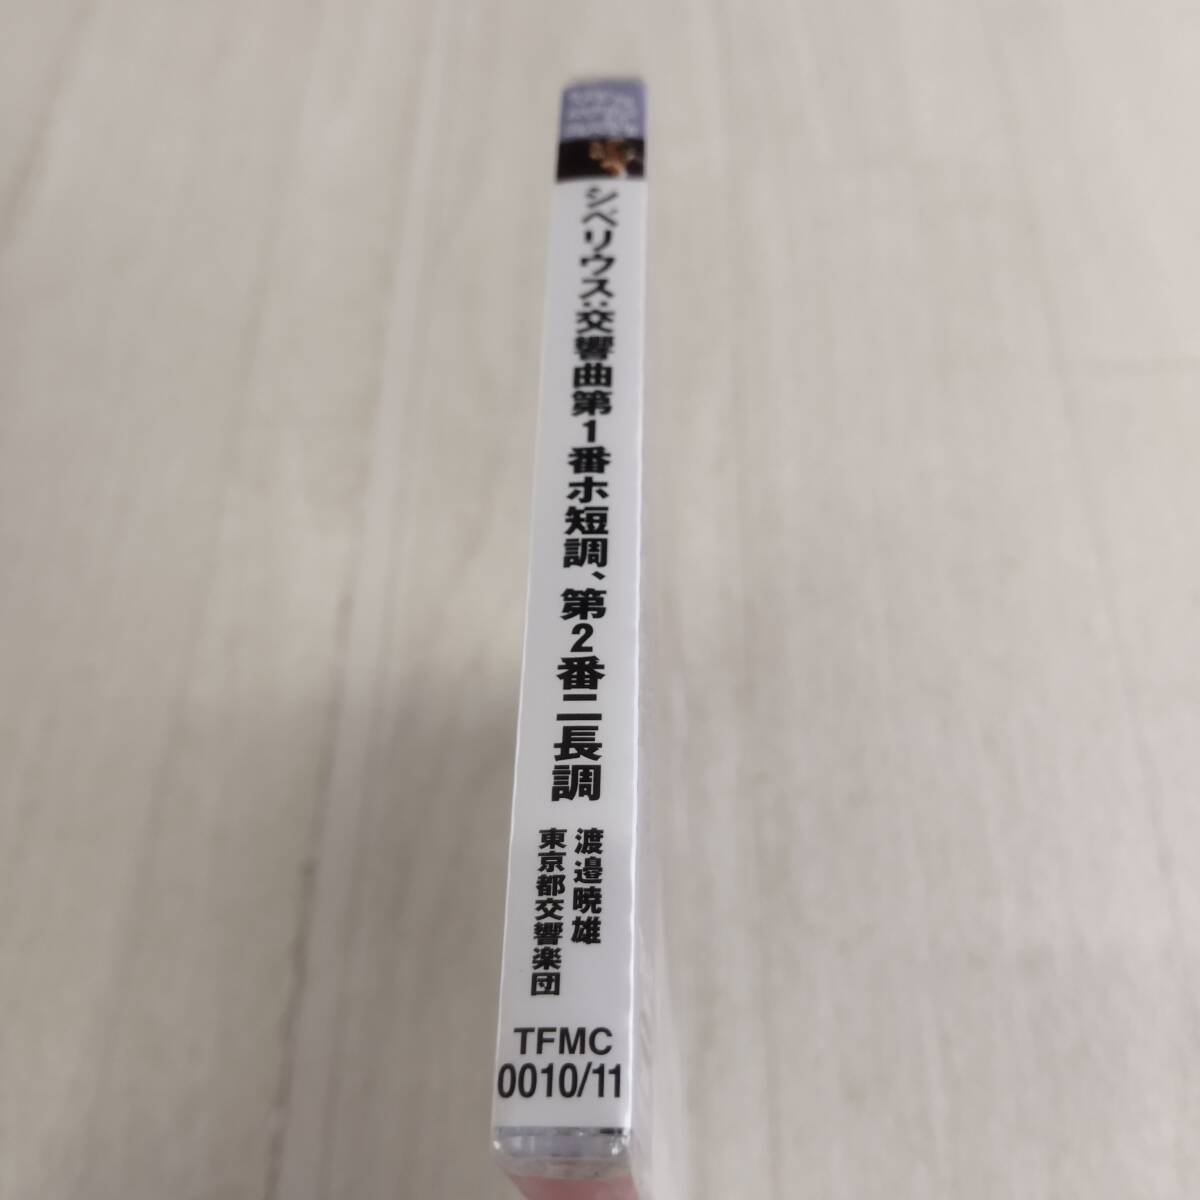 シベリウス:交響曲第1番ホ短調、第2番ニ長調
渡邉暁雄
東京都交響楽団
TFMC
0010/11